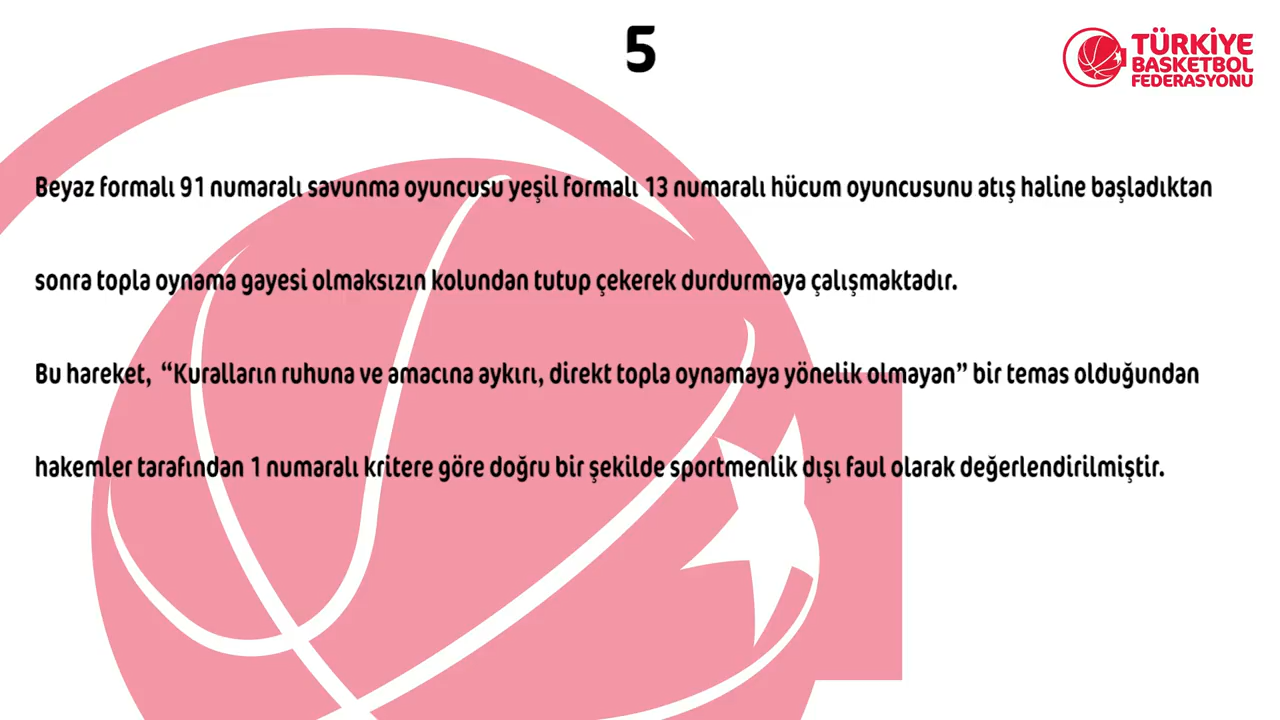 5
TÜRKİYE
BASKETBOL
FEDERASYONU
Beyaz formalı 91 numaralı savunma oyuncusu yeşil formalı 13 numaralı hücum oyuncusunu atış haline başladıktan
sonra topla oynama gayesi olmaksızın kolundan tutup çekerek durdurmaya çalışmaktadır.
Bu hareket, “Kuralların ruhuna ve amacına aykırı, direkt topla oynamaya yönelik olmayan” bir temas olduğundan
hakemler tarafından 1 numaralı kritere göre doğru bir şekilde sportmenlik dışı faul olarak değerlendirilmiştir.